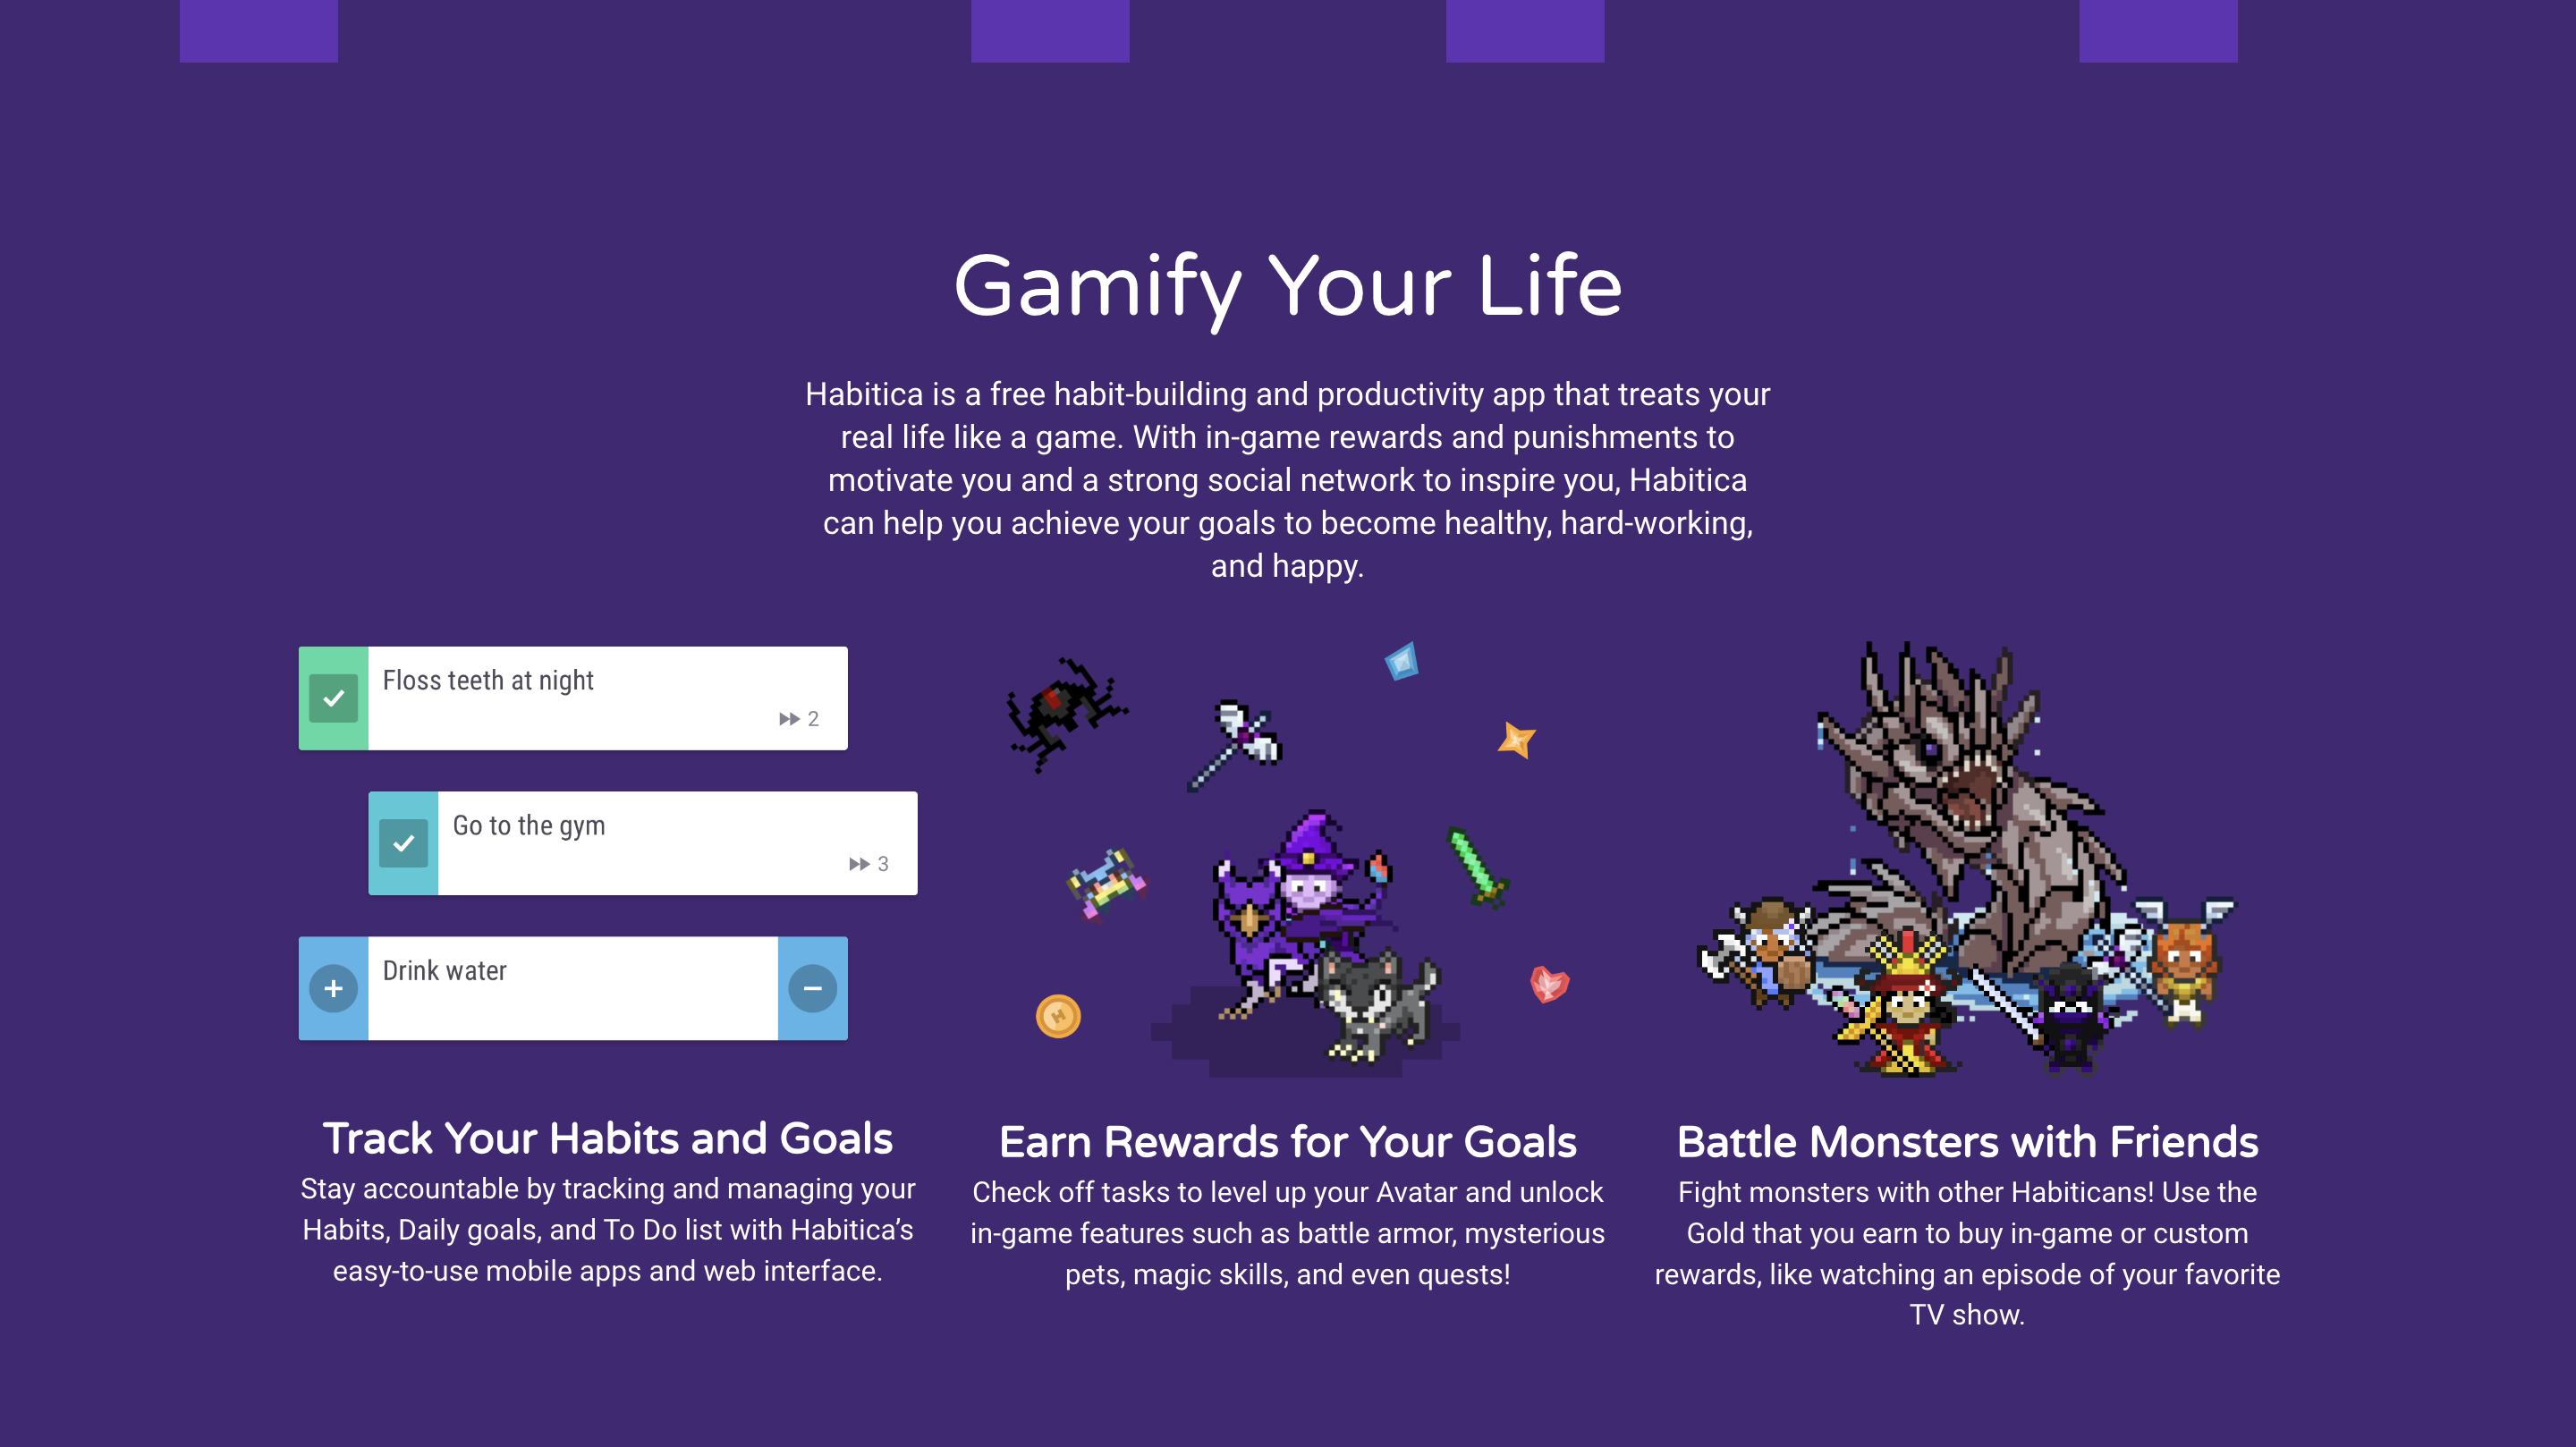 Gamify Your Life
Habitica is a free habit-building and productivity app that treats your
real life like a game. With in-game rewards and punishments to
motivate you and a strong social network to inspire you, Habitica
can help you achieve your goals to become healthy, hard-working,
and happy.
Floss teeth at night
2
Go to the gym
3
Drink water
H
Track Your Habits and Goals
Stay accountable by tracking and managing your
Habits, Daily goals, and To Do list with Habitica’s
easy-to-use mobile apps and web interface.
Earn Rewards for Your Goals
Check off tasks to level up your Avatar and unlock
in-game features such as battle armor, mysterious
pets, magic skills, and even quests!
Battle Monsters with Friends
Fight monsters with other Habiticans! Use the
Gold that you earn to buy in-game or custom
rewards, like watching an episode of your favorite
TV show.